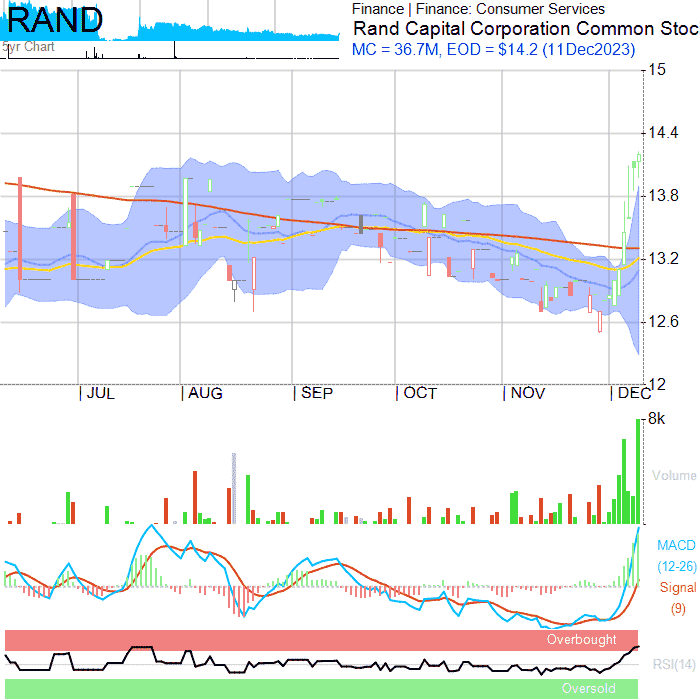 RAND
5yr Chart
Finance | Finance: Consumer Services
Rand Capital Corporation Common Stoc
MC = 36.7M, EOD = $14.2 (11Dec2023)
15
14.4
13.8
13.2
12.6
12
JUL AUG SEP OCT NOV DEC
8k
Volume
MACD
(12-26)
Signal
(9)
Overbought
RSI(14)
Oversold